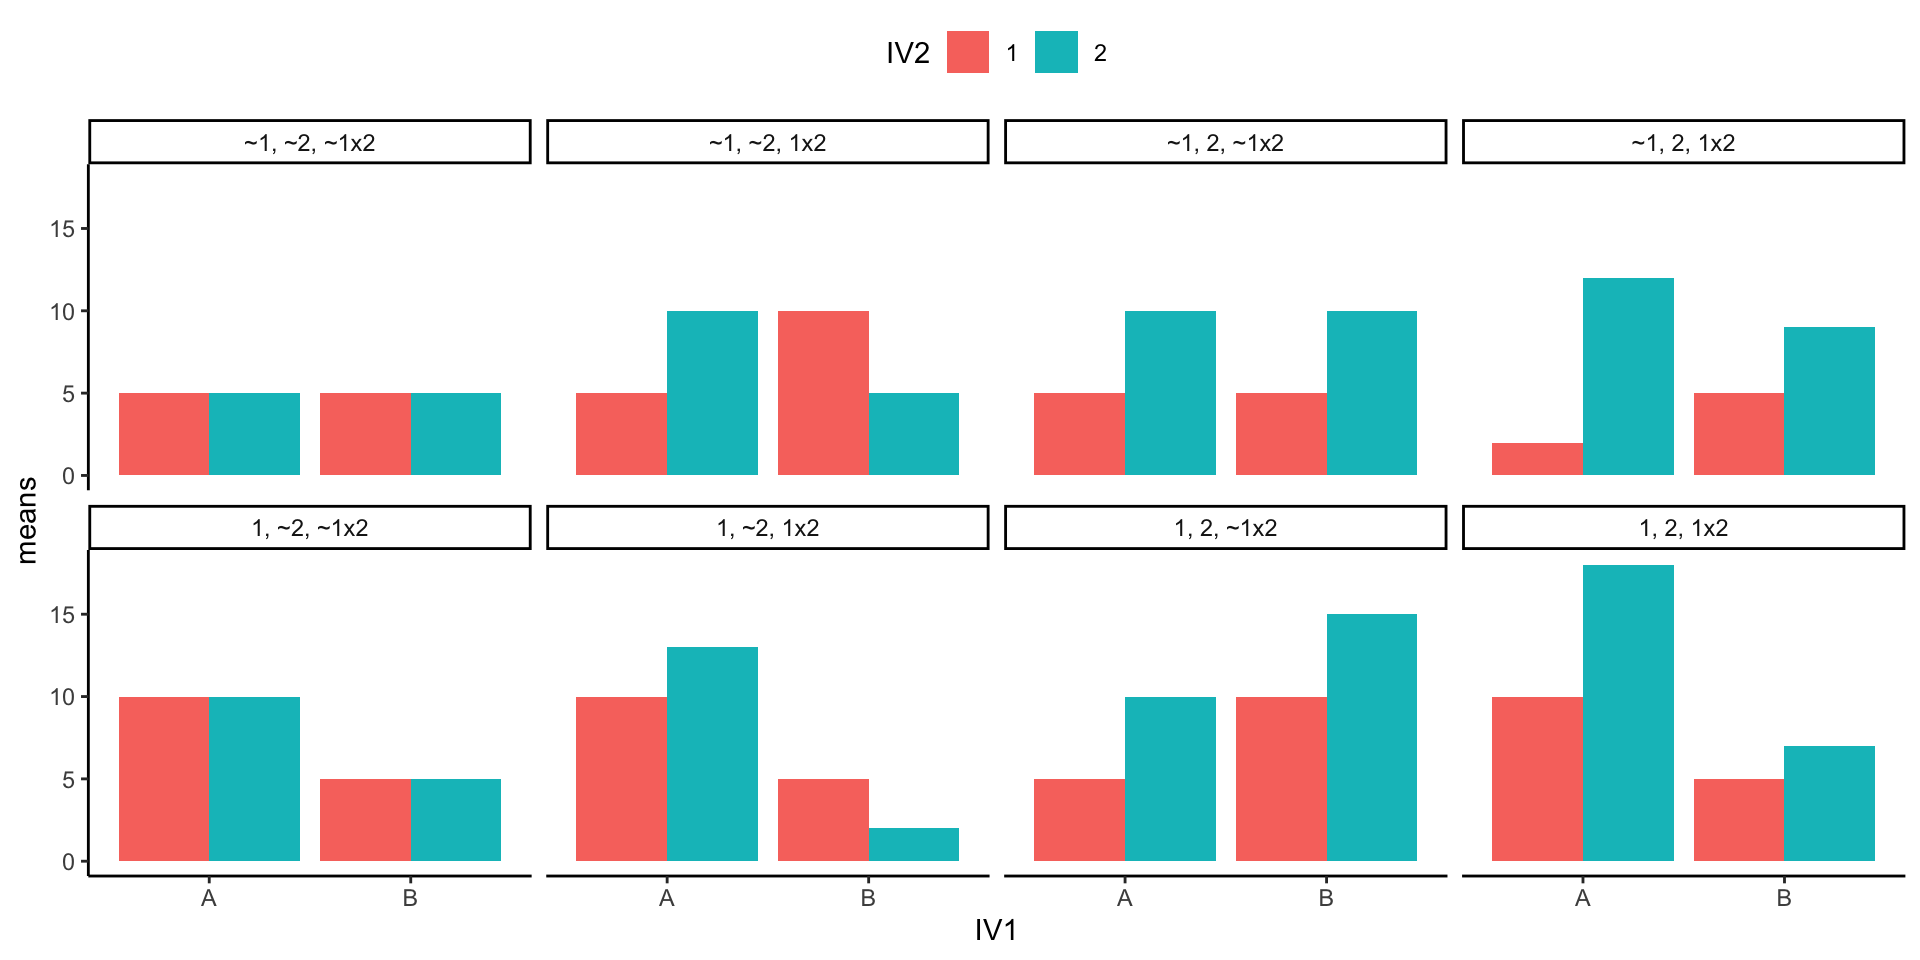 IV2 1 2
~1, ~2, ~1x2
~1, ~2, 1x2
~1, 2, ~1x2
~1, 2, 1x2
15
10
5
0
means
1, ~2, ~1x2
1, ~2, 1x2
1, 2, ~1x2
1, 2, 1x2
15
10
5
0
A B A B A B A B
IV1